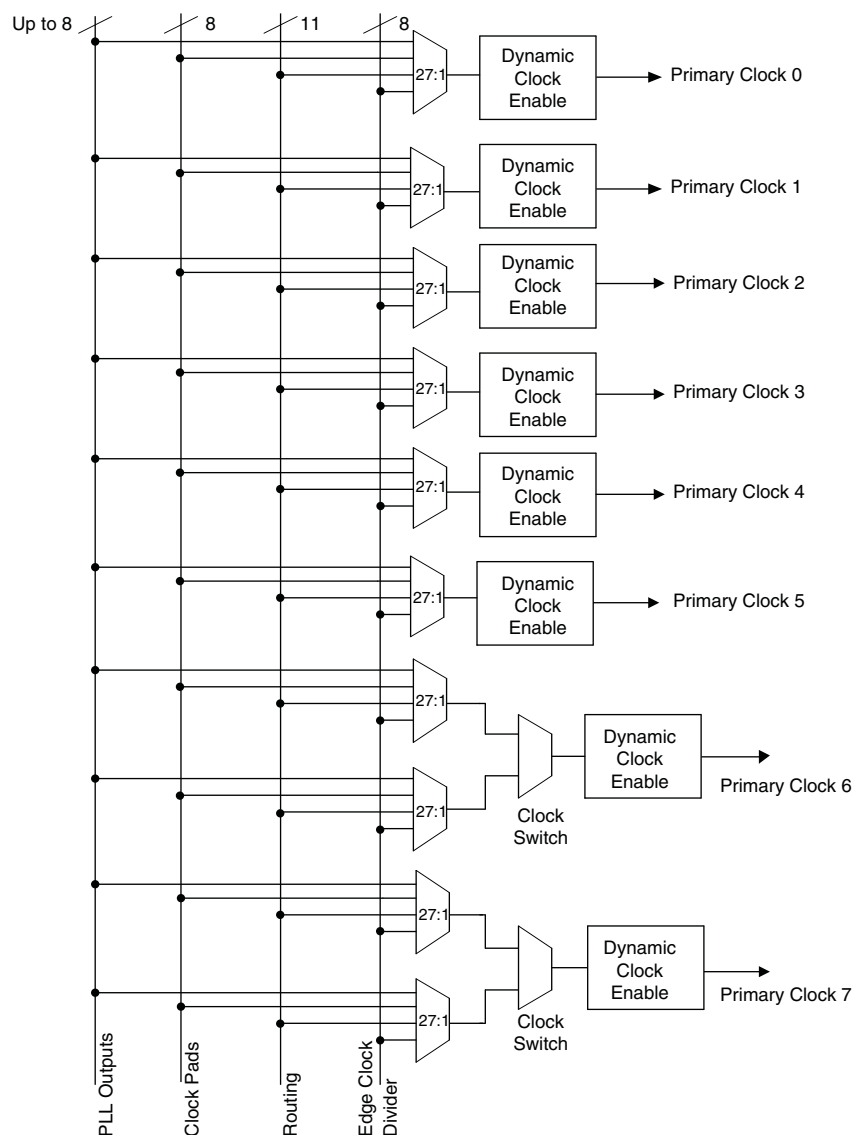 Up to 8
8
11
8
27:1
Dynamic
Clock
Enable
Primary Clock 0
27:1
Dynamic
Clock
Enable
Primary Clock 1
27:1
Dynamic
Clock
Enable
Primary Clock 2
27:1
Dynamic
Clock
Enable
Primary Clock 3
27:1
Dynamic
Clock
Enable
Primary Clock 4
27:1
Dynamic
Clock
Enable
Primary Clock 5
27:1
27:1
Clock
Switch
Dynamic
Clock
Enable
Primary Clock 6
27:1
27:1
Clock
Switch
Dynamic
Clock
Enable
Primary Clock 7
PLL Outputs
Clock Pads
Routing
Edge Clock
Divider